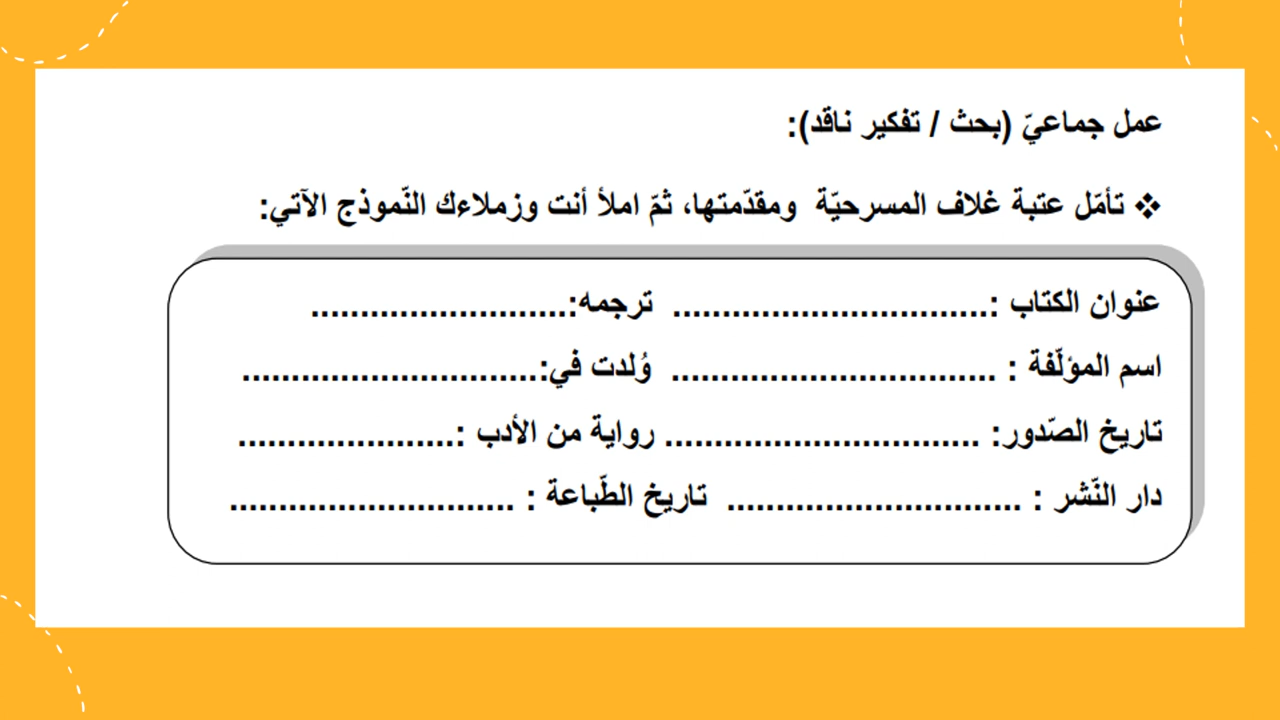 عمل جماعيّ (بحث / تفكير ناقد):
❖ تأمّل عتبة غلاف المسرحيّة ومقدّمتها، ثمّ املأ أنت وزملاءك النّموذج الآتي:
عنوان الكتاب :................................ ترجمه:..........................
اسم المؤلّفة : ................................. وُلدت في:..............................
تاريخ الصّدور: ................................ رواية من الأدب :......................
دار النّشر : .............................. تاريخ الطّباعة : .............................